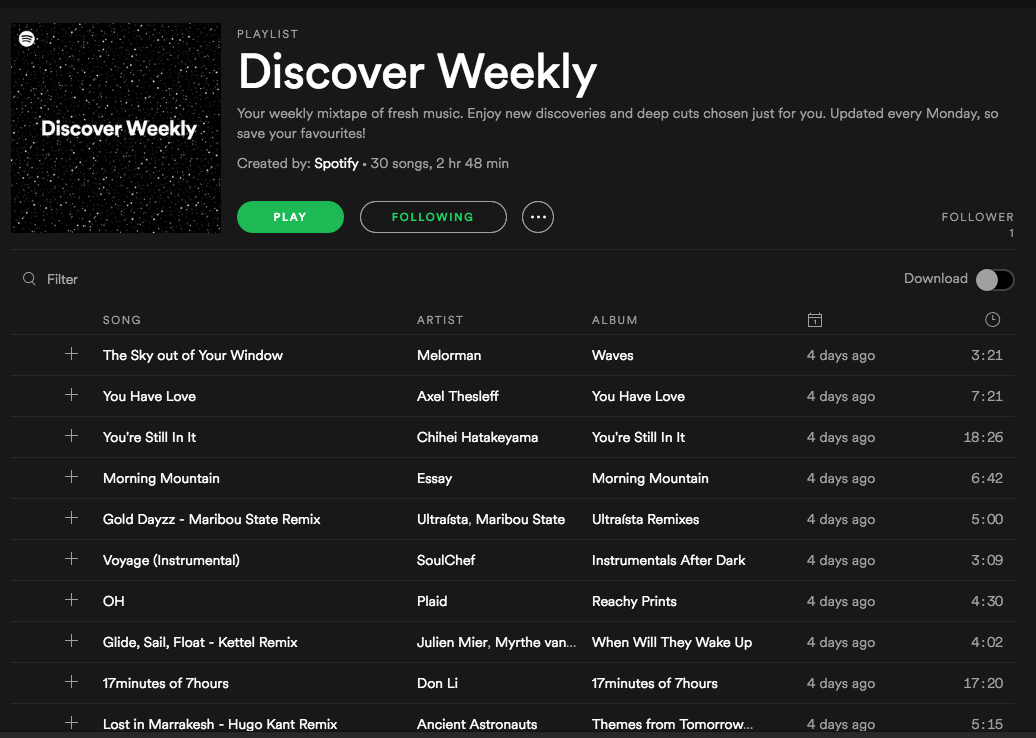 Discover Weekly
PLAYLIST
Discover Weekly
Your weekly mixtape of fresh music. Enjoy new discoveries and deep cuts chosen just for you. Updated every Monday, so
save your favourites!
Created by: Spotify • 30 songs, 2 hr 48 min
PLAY FOLLOWING
FOLLOWER
1
Filter Download
SONG ARTIST ALBUM 1
The Sky out of Your Window Melorman Waves 4 days ago 3:21
You Have Love Axel Thesleff You Have Love 4 days ago 7:21
You're Still In It Chihei Hatakeyama You're Still In It 4 days ago 18:26
Morning Mountain Essay Morning Mountain 4 days ago 6:42
Gold Dayzz - Maribou State Remix Ultraísta, Maribou State Ultraísta Remixes 4 days ago 5:00
Voyage (Instrumental) SoulChef Instrumentals After Dark 4 days ago 3:09
OH Plaid Reachy Prints 4 days ago 4:30
Glide, Sail, Float - Kettel Remix Julien Mier, Myrthe van... When Will They Wake Up 4 days ago 4:02
17minutes of 7hours Don Li 17minutes of 7hours 4 days ago 17:20
Lost in Marrakesh - Hugo Kant Remix Ancient Astronauts Themes from Tomorrow... 4 days ago 5:15